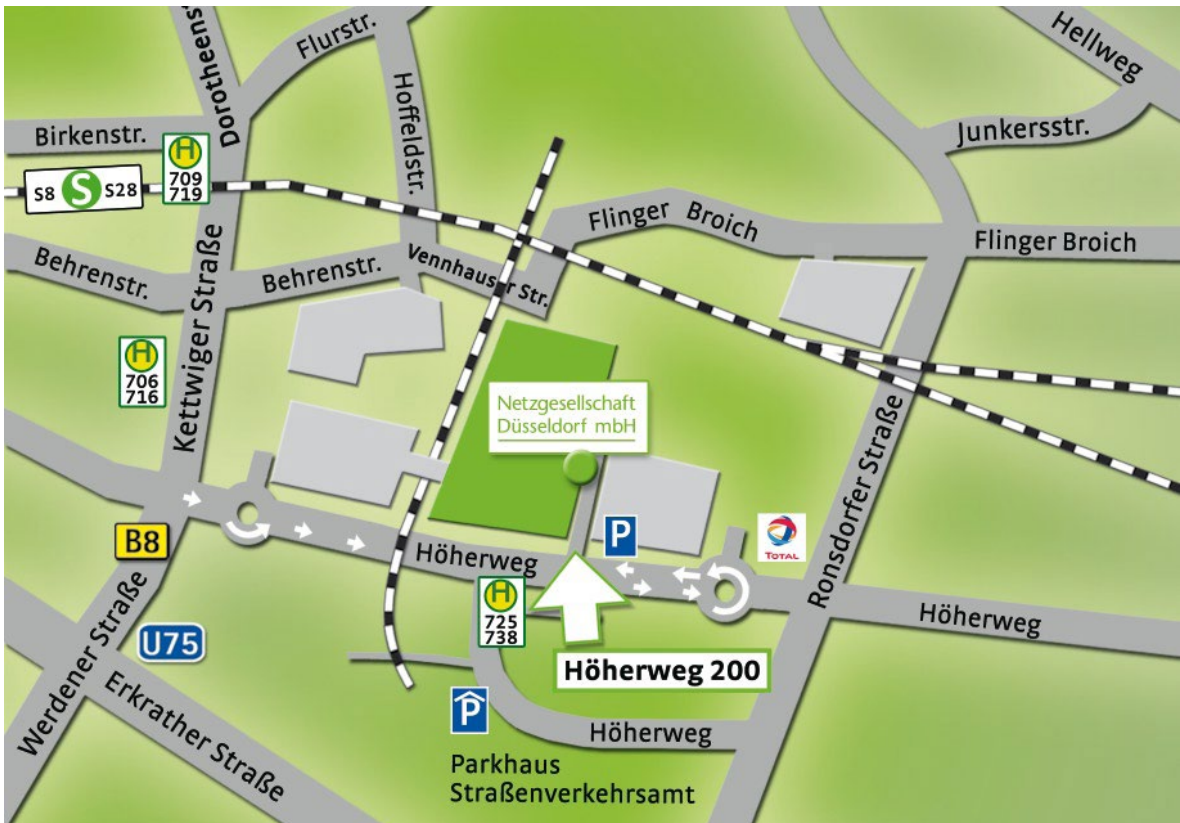 Dorotheens
Flurstr.
Hoffeldstr.
Hellweg
Junkersstr.
Birkenstr.
H
709
719
S8 S S28
Flinger Broich
Flinger Broich
Behrenstr.
Behrenstr.
Vennhauser Str.
Kettwiger Straße
H
706
716
Netzgesellschaft
Düsseldorf mbH
Ronsdorfer Straße
P
TOTAL
B8
Höherweg
H
725
738
Höherweg
U75
Werdener Straße
Erkrather Straße
Höherweg 200
P
Höherweg
Parkhaus
Straßenverkehrsamt